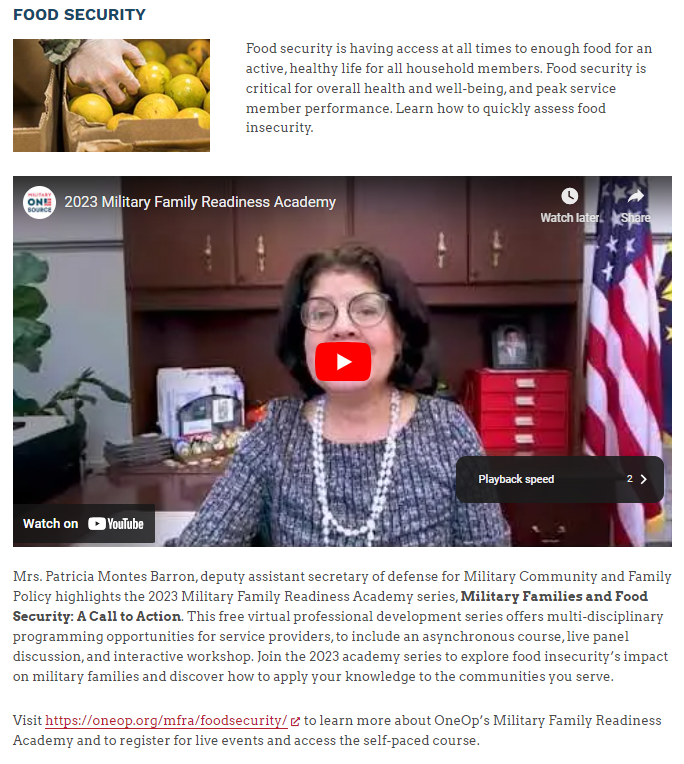 FOOD SECURITY
Food security is having access at all times to enough food for an
active, healthy life for all household members. Food security is
critical for overall health and well-being, and peak service
member performance. Learn how to quickly assess food
insecurity.
MILITARY
ONE
SOURCE
2023 Military Family Readiness Academy
Watch later
Share
Playback speed 2
Watch on YouTube
Mrs. Patricia Montes Barron, deputy assistant secretary of defense for Military Community and Family
Policy highlights the 2023 Military Family Readiness Academy series, Military Families and Food
Security: A Call to Action. This free virtual professional development series offers multi-disciplinary
programming opportunities for service providers, to include an asynchronous course, live panel
discussion, and interactive workshop. Join the 2023 academy series to explore food insecurity's impact
on military families and discover how to apply your knowledge to the communities you serve.
Visit https://oneop.org/mfra/foodsecurity/ to learn more about OneOp's Military Family Readiness
Academy and to register for live events and access the self-paced course.